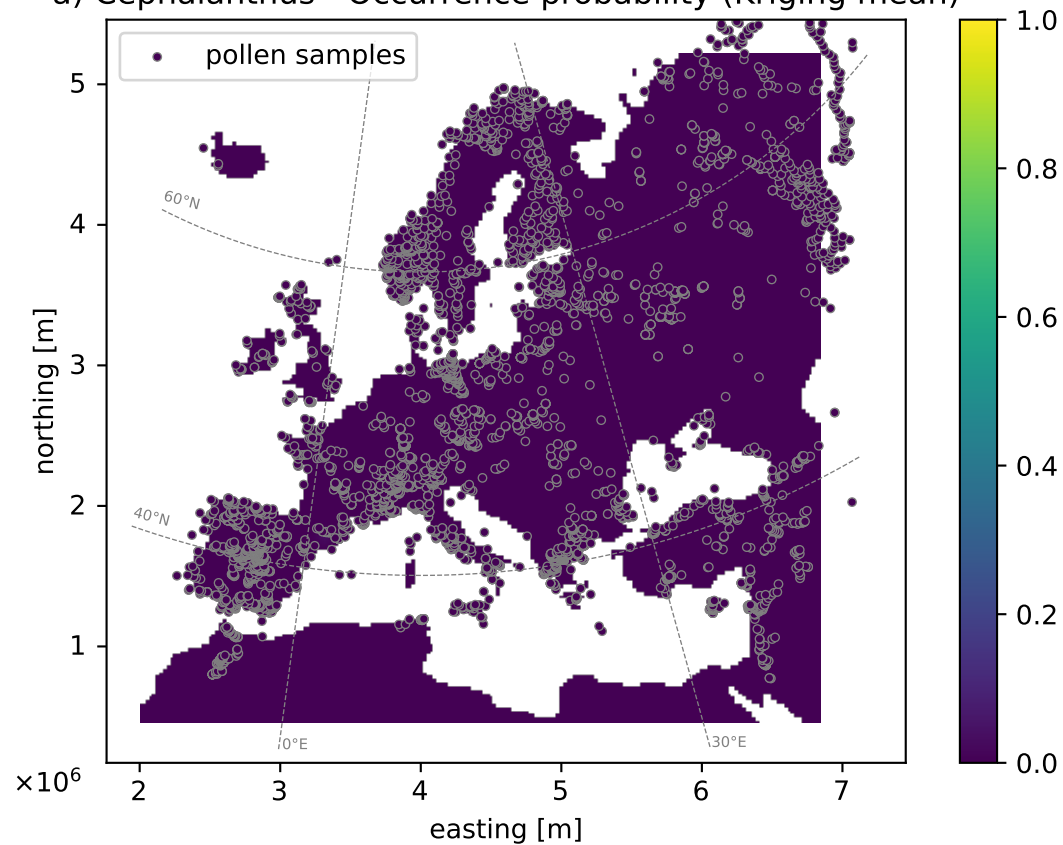 a) Cephalanthus - Occurrence probability (Kriging mean)
pollen samples
60°N
40°N
0°E
30°E
5
4
3
2
1
northing [m]
×10⁶
2 3 4 5 6 7
easting [m]
1.0
0.8
0.6
0.4
0.2
0.0